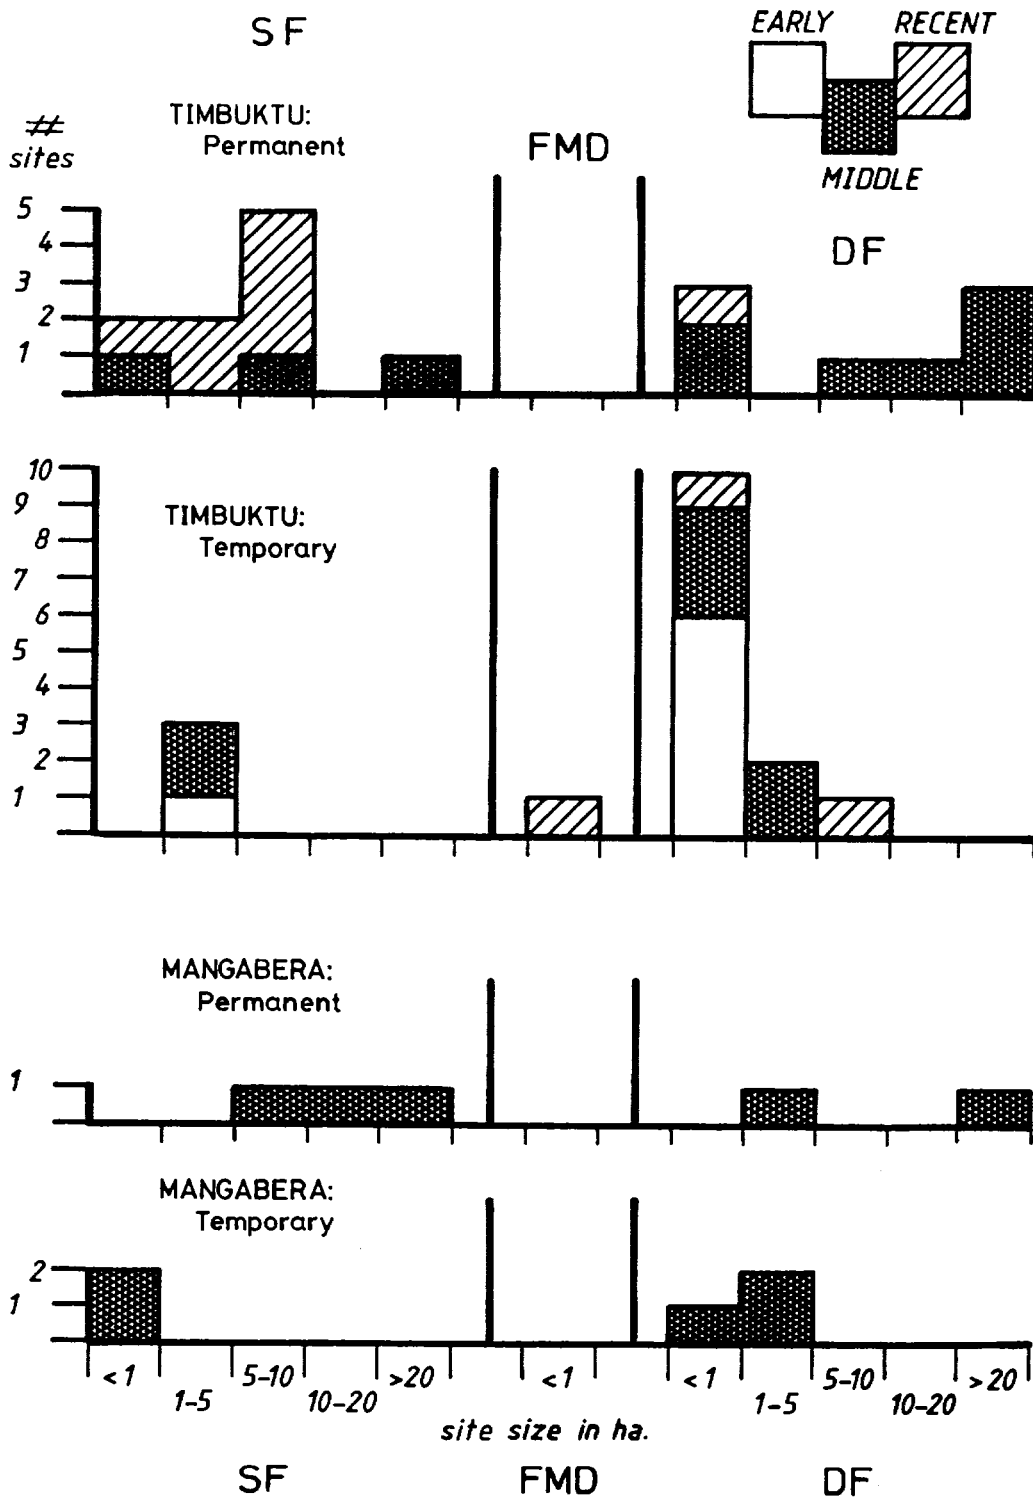 SF
EARLY RECENT
MIDDLE
TIMBUKTU:
Permanent
# sites
FMD
DF
5
4
3
2
1
TIMBUKTU:
Temporary
10
9
8
7
6
5
4
3
2
1
MANGABERA:
Permanent
1
MANGABERA:
Temporary
2
1
<1 5-10 >20 <1 <1 5-10 >20
1-5 10-20 1-5 10-20
site size in ha.
SF FMD DF